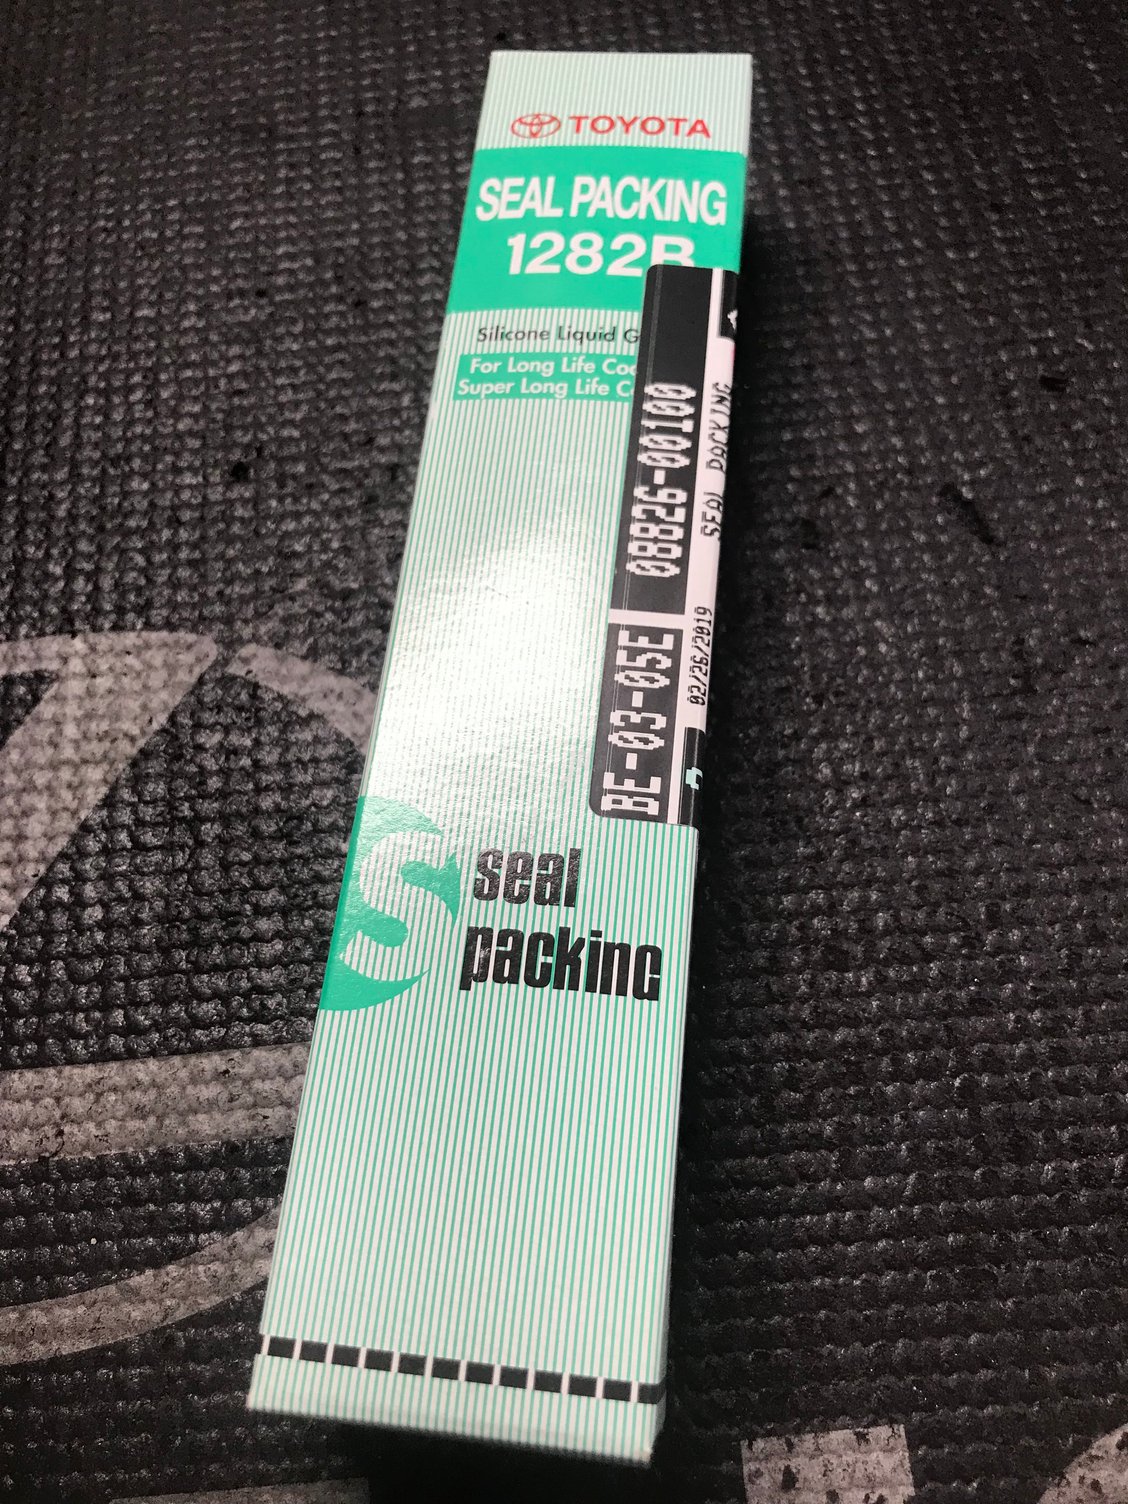 TOYOTA
SEAL PACKING
1282B
Silicone Liquid G
For Long Life Coo
Super Long Life C
08826-00100
SEAL PACKING
BE-03-05E
02/26/2019
S
seal
packing